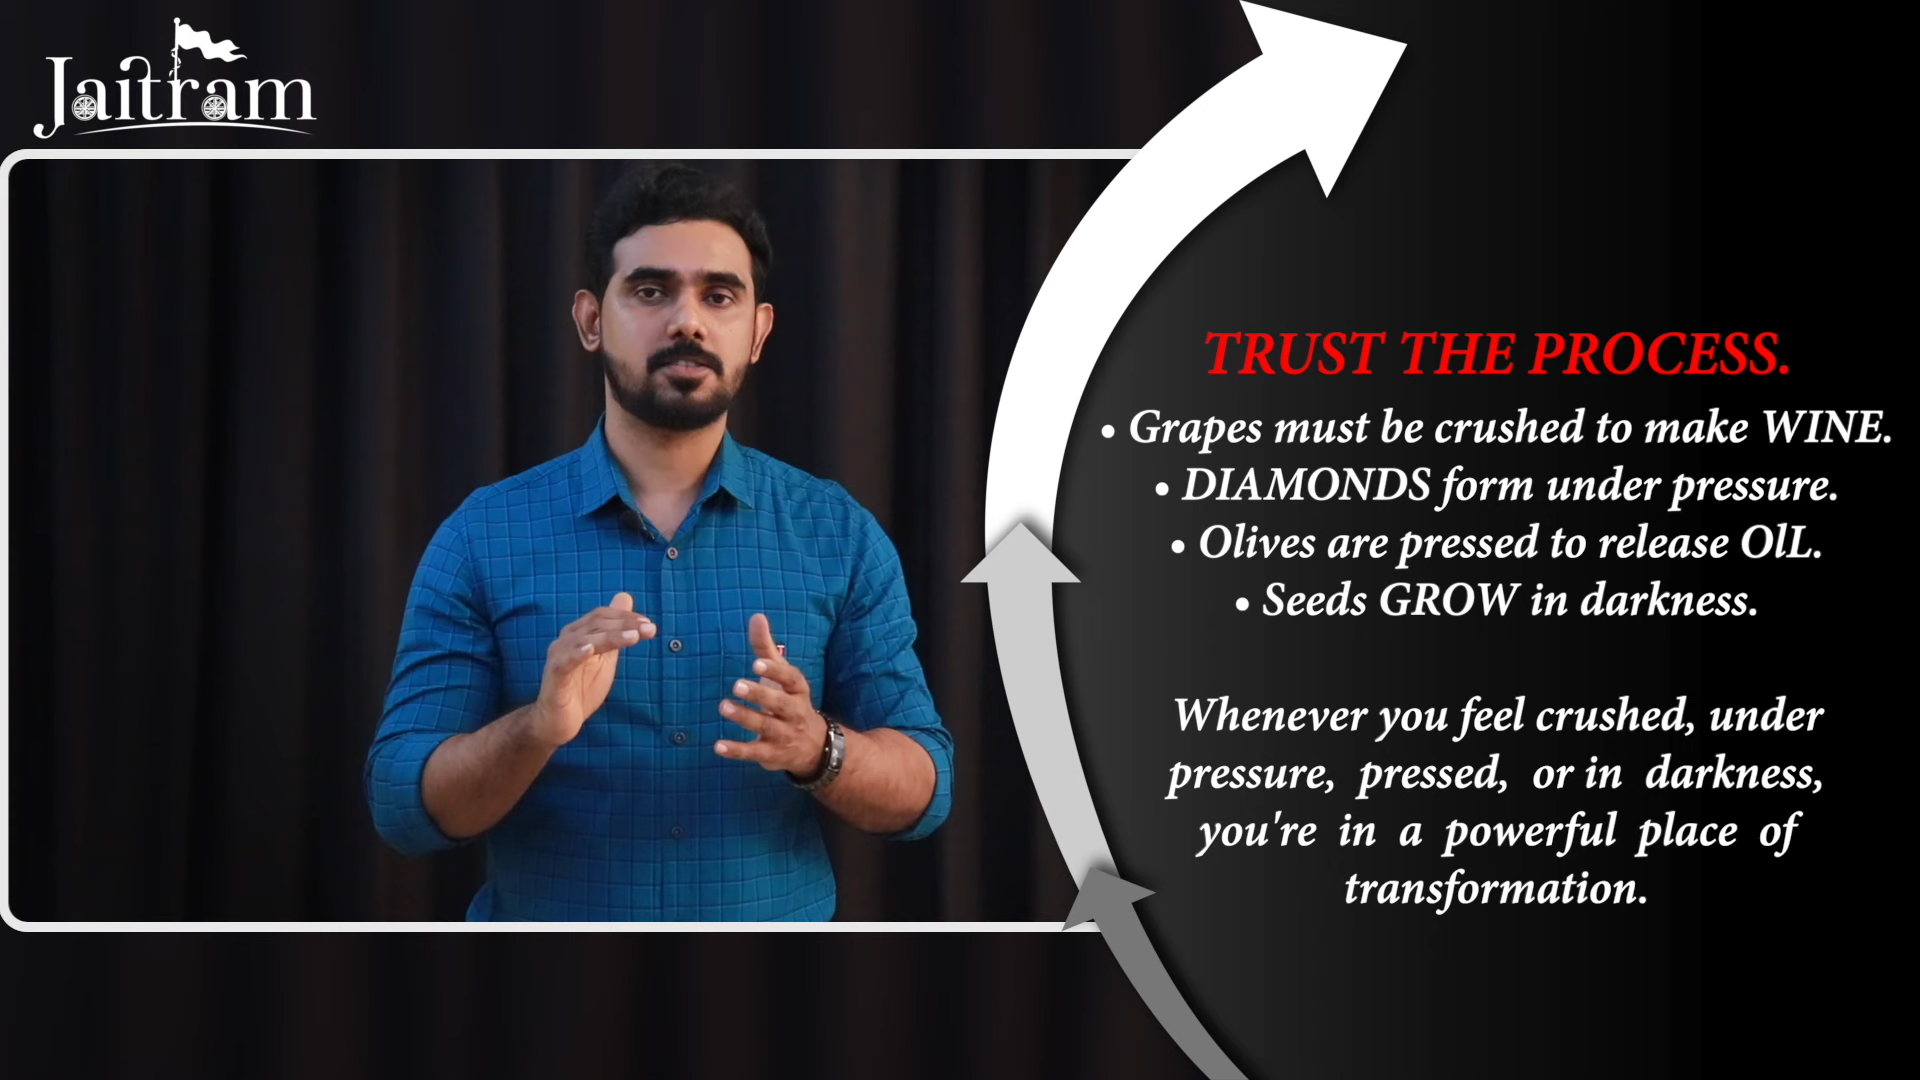 Jaitram
TRUST THE PROCESS.
• Grapes must be crushed to make WINE.
• DIAMONDS form under pressure.
• Olives are pressed to release OlL.
• Seeds GROW in darkness.
Whenever you feel crushed, under
pressure, pressed, or in darkness,
you're in a powerful place of
transformation.